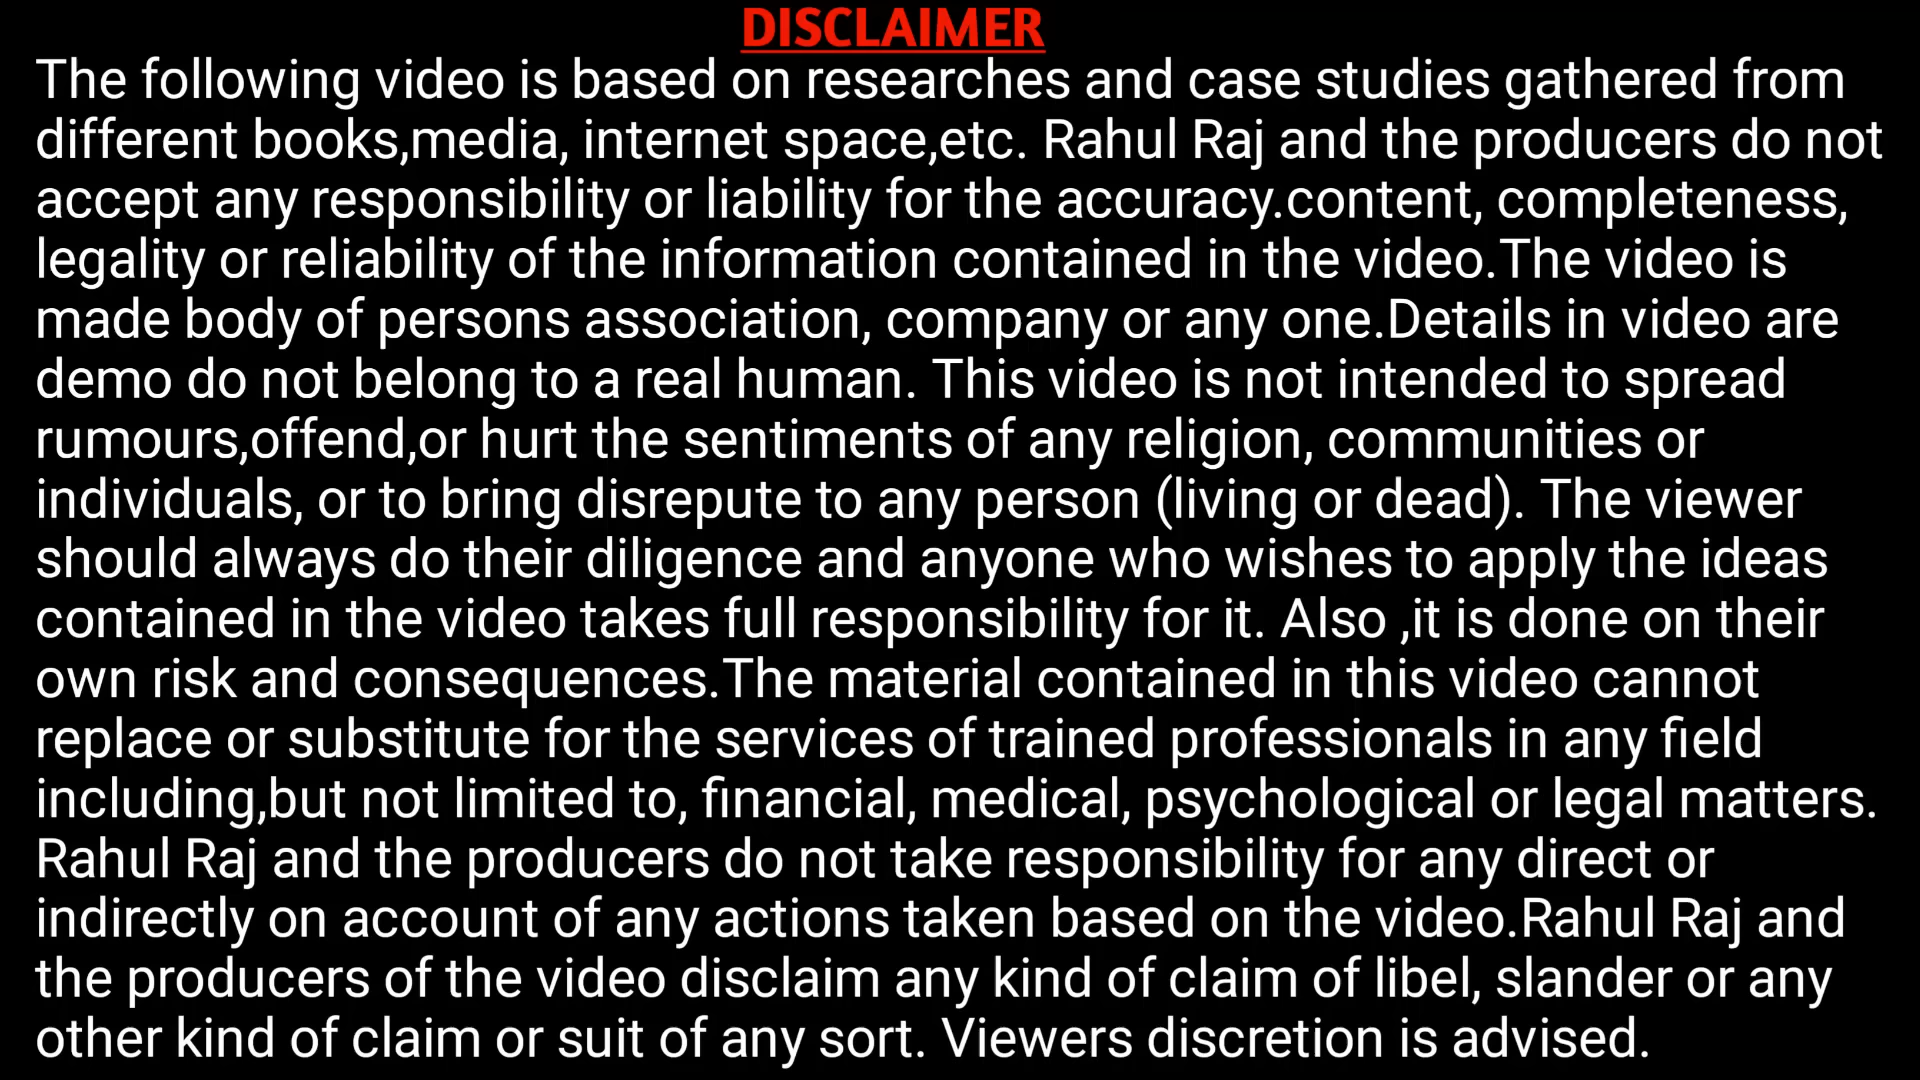 DISCLAIMER
The following video is based on researches and case studies gathered from
different books,media, internet space,etc. Rahul Raj and the producers do not
accept any responsibility or liability for the accuracy.content, completeness,
legality or reliability of the information contained in the video.The video is
made body of persons association, company or any one.Details in video are
demo do not belong to a real human. This video is not intended to spread
rumours,offend,or hurt the sentiments of any religion, communities or
individuals, or to bring disrepute to any person (living or dead). The viewer
should always do their diligence and anyone who wishes to apply the ideas
contained in the video takes full responsibility for it. Also ,it is done on their
own risk and consequences.The material contained in this video cannot
replace or substitute for the services of trained professionals in any field
including,but not limited to, financial, medical, psychological or legal matters.
Rahul Raj and the producers do not take responsibility for any direct or
indirectly on account of any actions taken based on the video.Rahul Raj and
the producers of the video disclaim any kind of claim of libel, slander or any
other kind of claim or suit of any sort. Viewers discretion is advised.